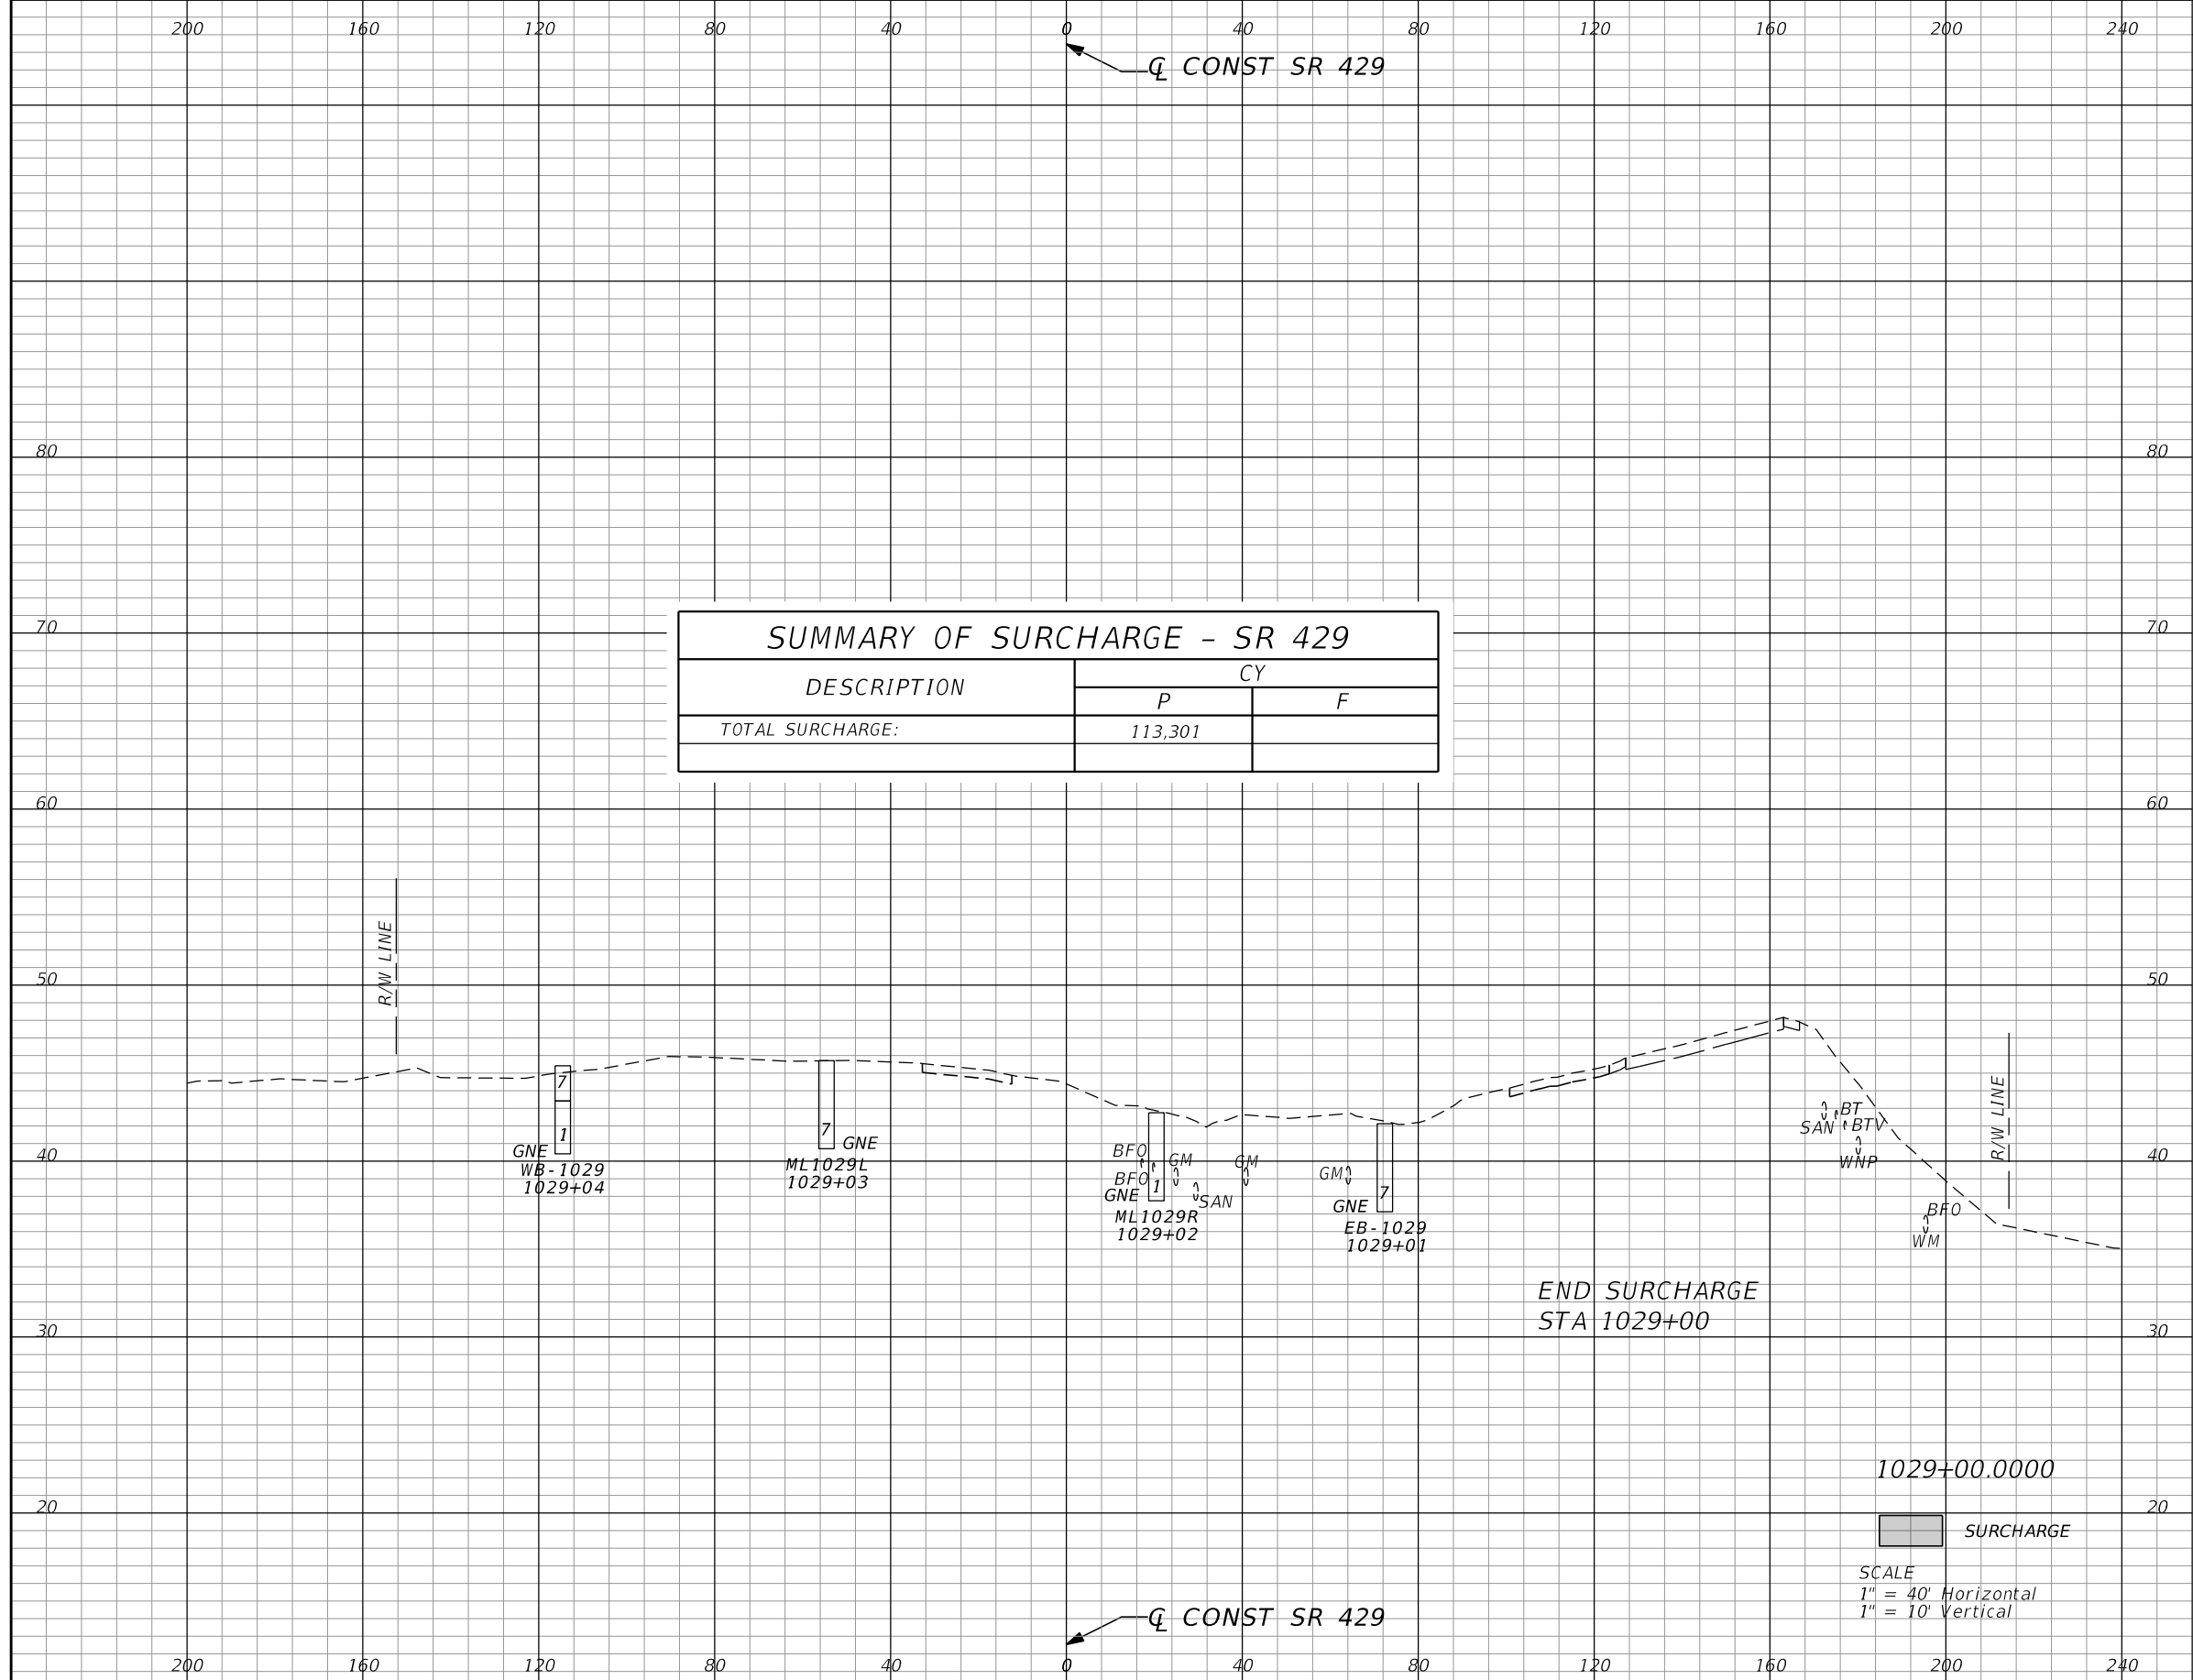 200 160 120 80 40 0 40 80 120 160 200 240
℄ CONST SR 429
80 80
70 70
SUMMARY OF SURCHARGE – SR 429
DESCRIPTION
CY
P F
TOTAL SURCHARGE: 113,301
60 60
R/W LINE
50 50
7
1
GNE
WB-1029
1029+04
7
GNE
ML1029L
1029+03
BFO
BFO
GNE
1
GM
SAN
ML1029R
1029+02
GM
GM
GNE
7
EB-1029
1029+01
BT
SAN
BTV
WNP
R/W LINE
BFO
WM
40 40
END SURCHARGE
STA 1029+00
30 30
1029+00.0000
20 20
SURCHARGE
SCALE
1" = 40' Horizontal
1" = 10' Vertical
℄ CONST SR 429
200 160 120 80 40 0 40 80 120 160 200 240